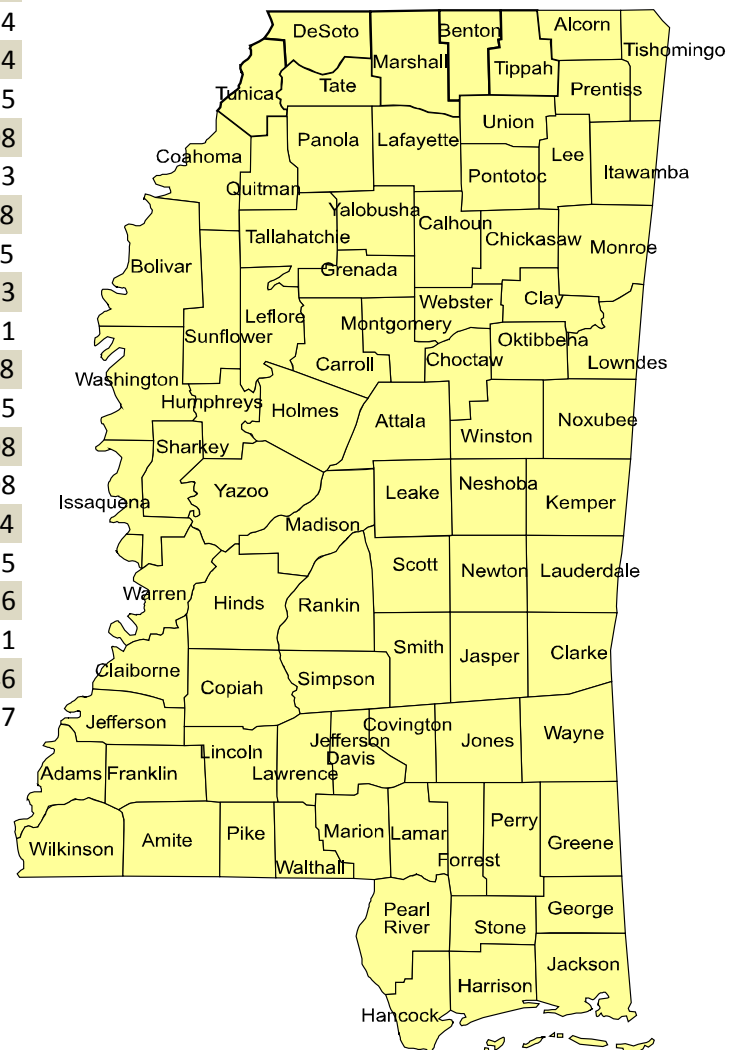 4
4
5
8
3
8
5
3
1
8
5
8
8
4
5
6
1
6
7
DeSoto
Benton
Alcorn
Marshall
Tishomingo
Tippah
Tunica
Tate
Prentiss
Union
Panola
Lafayette
Coahoma
Lee
Quitman
Pontotoc
Itawamba
Yalobusha
Tallahatchie
Calhoun
Chickasaw
Monroe
Bolivar
Grenada
Leflore
Webster
Clay
Sunflower
Montgomery
Oktibbeha
Carroll
Choctaw
Lowndes
Washington
Humphreys
Holmes
Attala
Noxubee
Winston
Sharkey
Issaquena
Yazoo
Leake
Neshoba
Kemper
Madison
Warren
Hinds
Rankin
Scott
Newton
Lauderdale
Claiborne
Copiah
Simpson
Smith
Jasper
Clarke
Jefferson
Lincoln
Jefferson
Davis
Covington
Jones
Wayne
Adams
Franklin
Lawrence
Wilkinson
Amite
Pike
Walthall
Marion
Lamar
Forrest
Perry
Greene
Pearl
River
Stone
George
Hancock
Harrison
Jackson